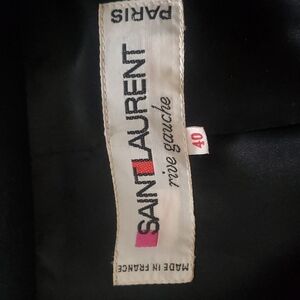 SAINT LAURENT
rive gauche
PARIS
MADE IN FRANCE
40